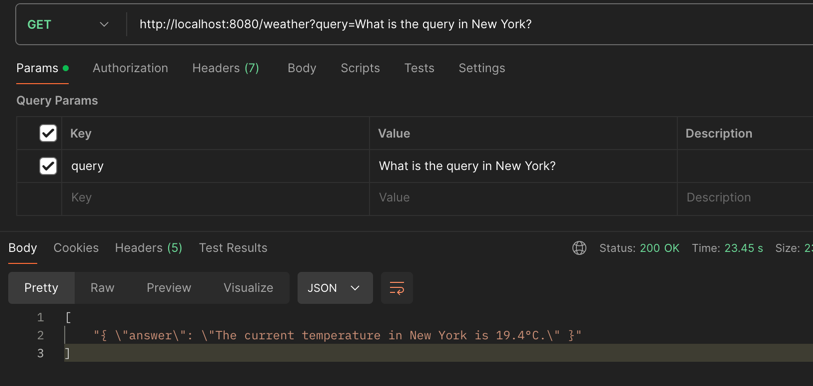 GET http://localhost:8080/weather?query=What is the query in New York?
Params Authorization Headers (7) Body Scripts Tests Settings
Query Params
Key Value Description
query What is the query in New York?
Key Value Description
Body Cookies Headers (5) Test Results Status: 200 OK Time: 23.45 s Size:
Pretty Raw Preview Visualize JSON
1 [
2 "{ \"answer\": \"The current temperature in New York is 19.4°C.\" }"
3 ]